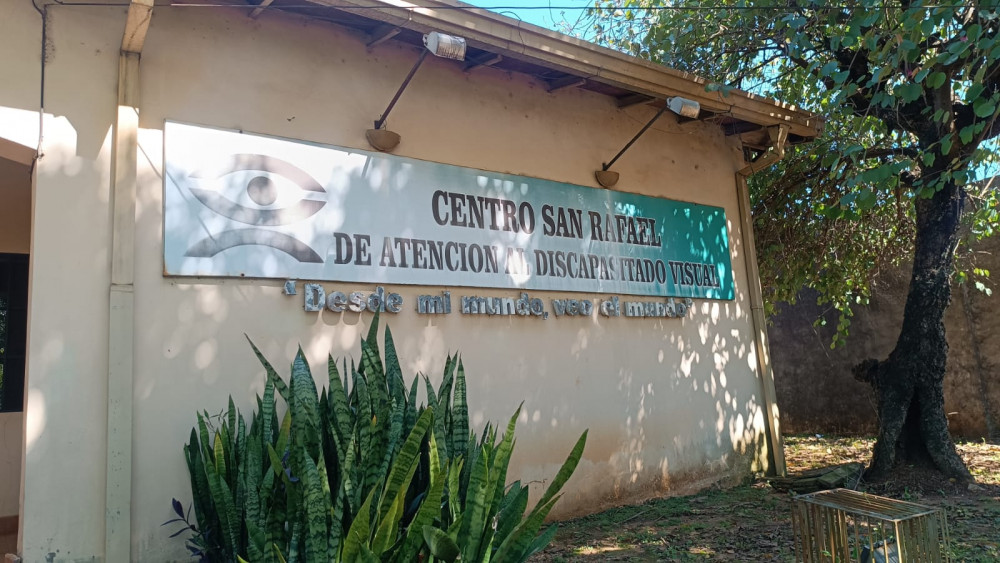 CENTRO SAN RAFAEL
DE ATENCION AL DISCAPASITADO VISUAL
"Desde mi mundo, veo el mundo"